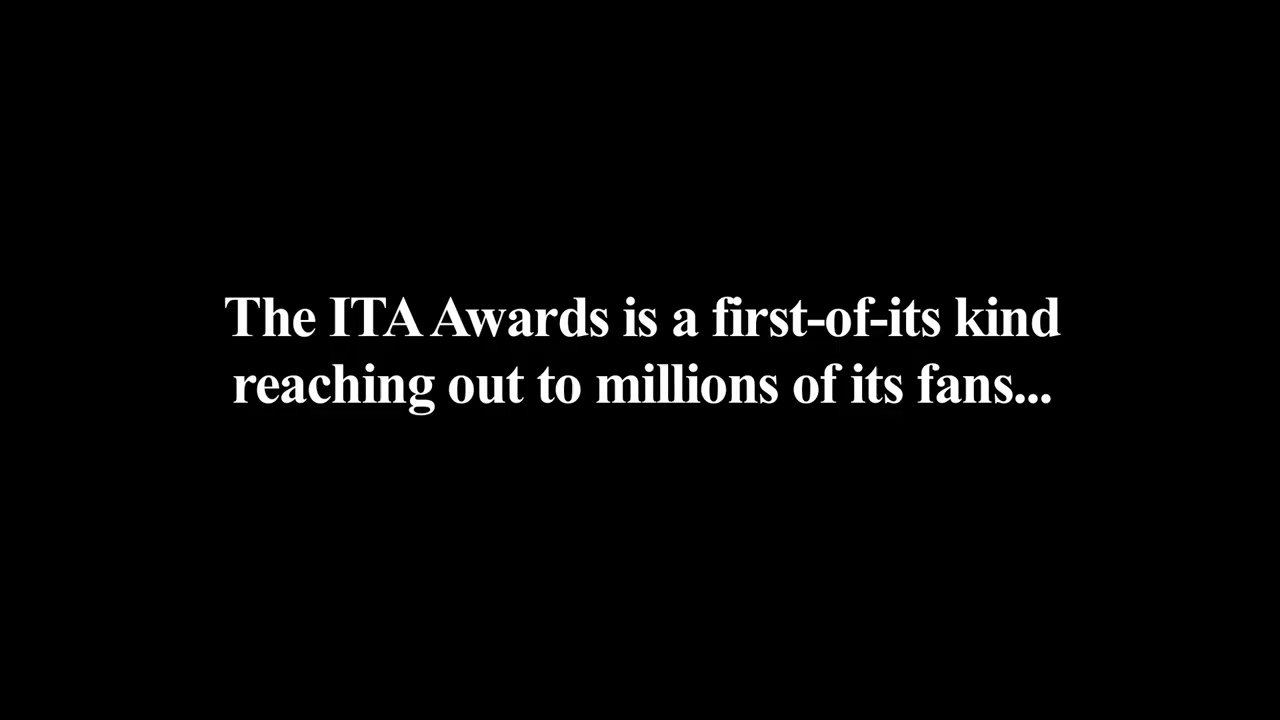 The ITA Awards is a first-of-its kind
reaching out to millions of its fans...